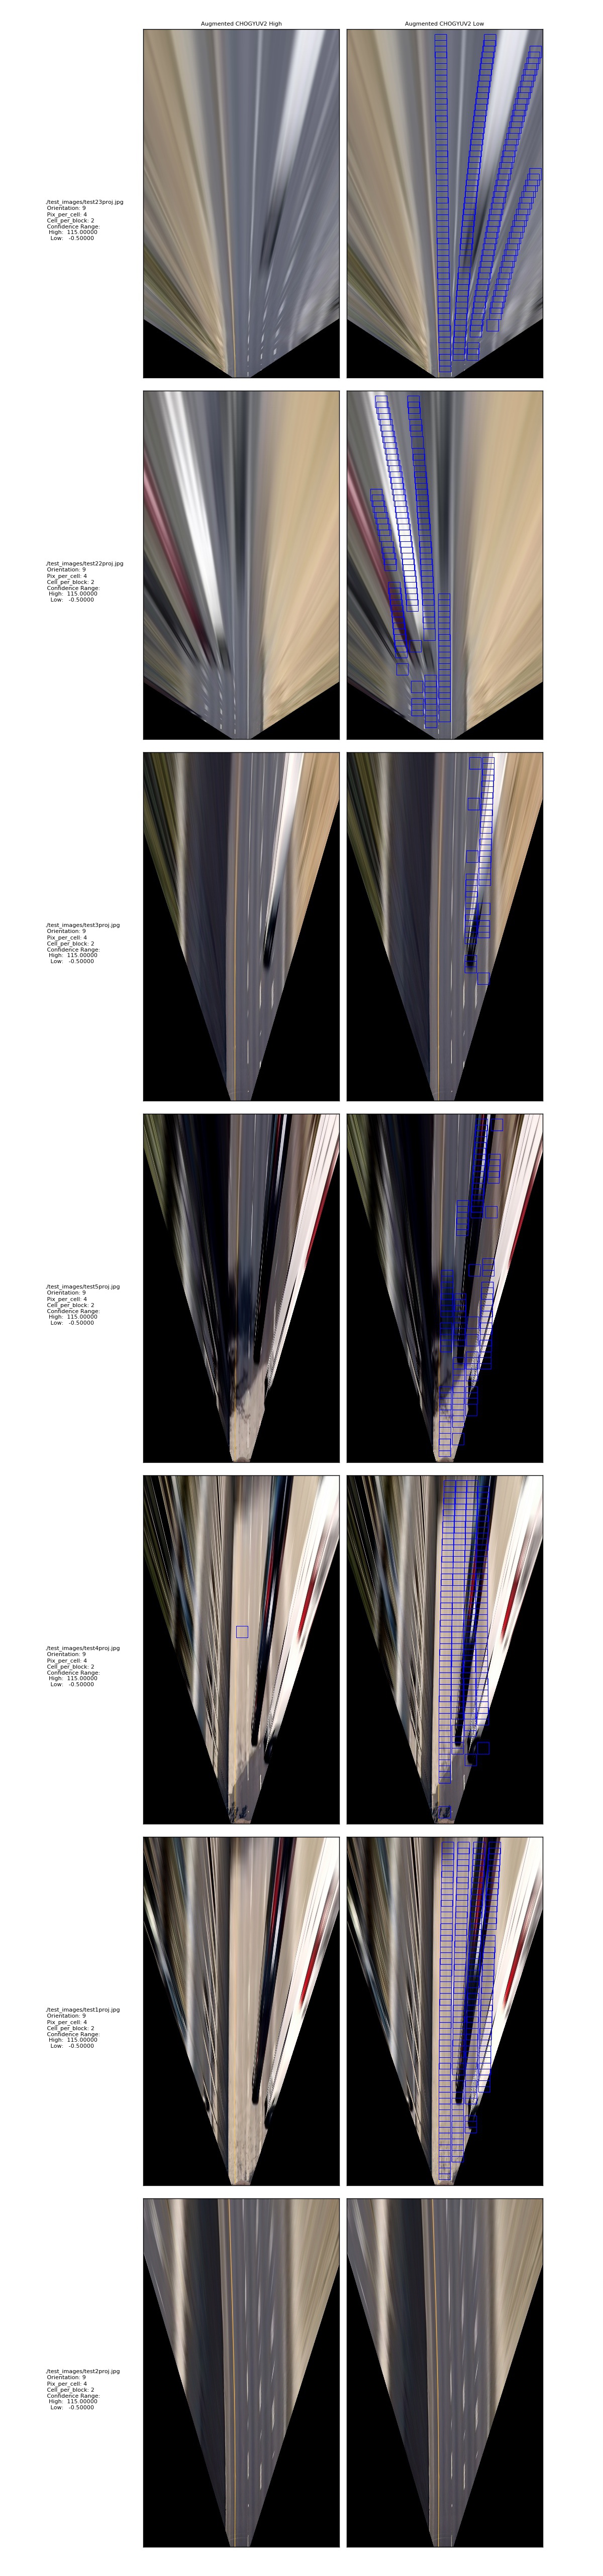 Augmented CHOGYUV2 High
Augmented CHOGYUV2 Low
/test_images/test23proj.jpg
Orientation: 9
Pix_per_cell: 4
Cell_per_block: 2
Confidence Range:
High: 115.00000
Low: -0.50000
/test_images/test22proj.jpg
Orientation: 9
Pix_per_cell: 4
Cell_per_block: 2
Confidence Range:
High: 115.00000
Low: -0.50000
/test_images/test3proj.jpg
Orientation: 9
Pix_per_cell: 4
Cell_per_block: 2
Confidence Range:
High: 115.00000
Low: -0.50000
/test_images/test5proj.jpg
Orientation: 9
Pix_per_cell: 4
Cell_per_block: 2
Confidence Range:
High: 115.00000
Low: -0.50000
/test_images/test4proj.jpg
Orientation: 9
Pix_per_cell: 4
Cell_per_block: 2
Confidence Range:
High: 115.00000
Low: -0.50000
/test_images/test1proj.jpg
Orientation: 9
Pix_per_cell: 4
Cell_per_block: 2
Confidence Range:
High: 115.00000
Low: -0.50000
/test_images/test2proj.jpg
Orientation: 9
Pix_per_cell: 4
Cell_per_block: 2
Confidence Range:
High: 115.00000
Low: -0.50000